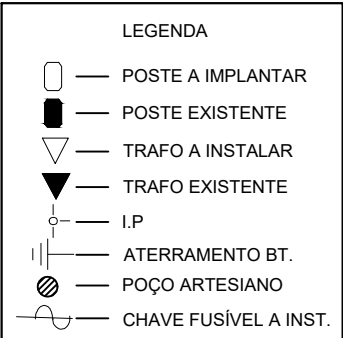 LEGENDA
POSTE A IMPLANTAR
POSTE EXISTENTE
TRAFO A INSTALAR
TRAFO EXISTENTE
I.P
ATERRAMENTO BT.
POÇO ARTESIANO
CHAVE FUSÍVEL A INST.